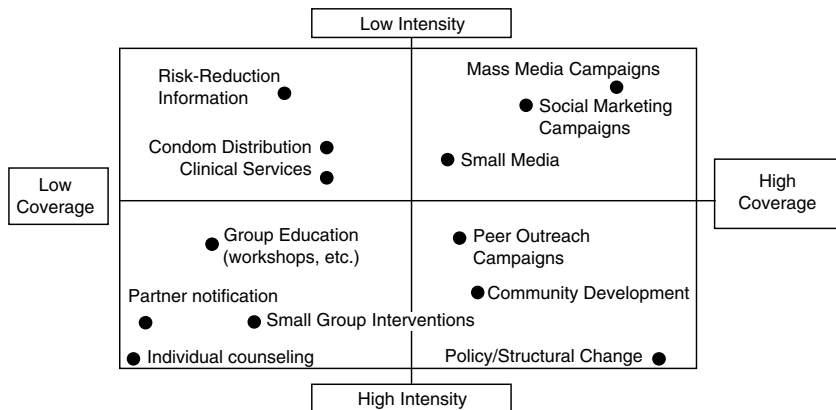 Low Intensity
Risk-Reduction
Information
Mass Media Campaigns
Social Marketing
Campaigns
Condom Distribution
Clinical Services
Small Media
Low
Coverage
High
Coverage
Group Education
(workshops, etc.)
Peer Outreach
Campaigns
Partner notification
Community Development
Small Group Interventions
Individual counseling
Policy/Structural Change
High Intensity